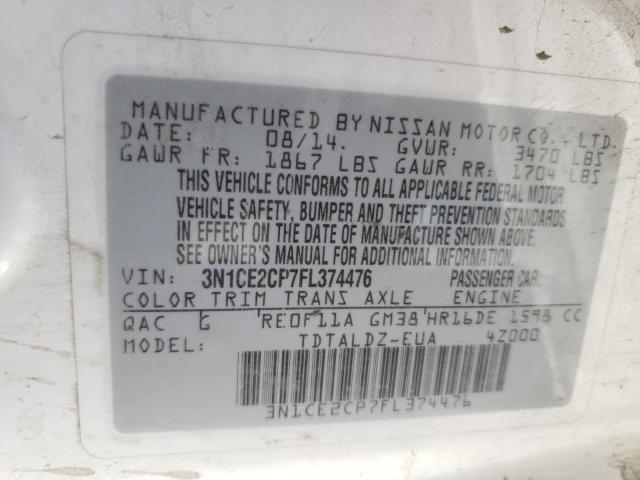 MANUFACTURED BY NISSAN MOTOR CO., LTD.
DATE: 08/14. GVWR: 3470 LBS
GAWR FR: 1867 LBS GAWR RR: 1704 LBS
THIS VEHICLE CONFORMS TO ALL APPLICABLE FEDERAL MOTOR
VEHICLE SAFETY, BUMPER AND THEFT PREVENTION STANDARDS
IN EFFECT ON THE DATE OF MANUFACTURE SHOWN ABOVE.
SEE OWNER'S MANUAL FOR ADDITIONAL INFORMATION.
VIN: 3N1CE2CP7FL374476 PASSENGER CAR
COLOR TRIM TRANS AXLE ENGINE
QAC G RE0F11A GM38 HR16DE 1598 CC
MODEL: TDTALDZ-EUA 4Z000
3N1CE2CP7FL374476